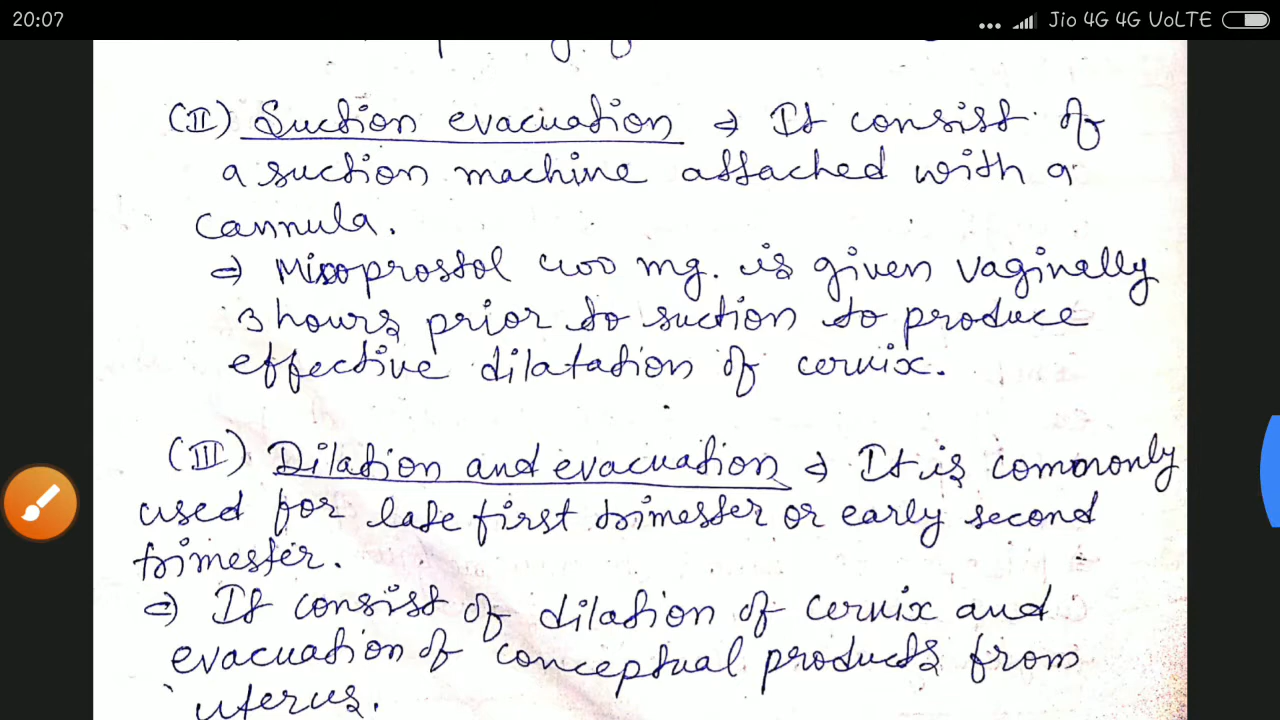 20:07
... Jio 4G 4G VoLTE
(II) Suction evacuation ⇒ It consist of
a suction machine attached with a
cannula.
⇒ Misoprostol 400 mg. is given vaginally
3 hours prior to suction to produce
effective dilatation of cervix.
(III) Dilation and evacuation ⇒ It is commonly
used for late first trimester or early second
trimester.
⇒ It consist of dilation of cervix and
evacuation of conceptual products from
uterus.